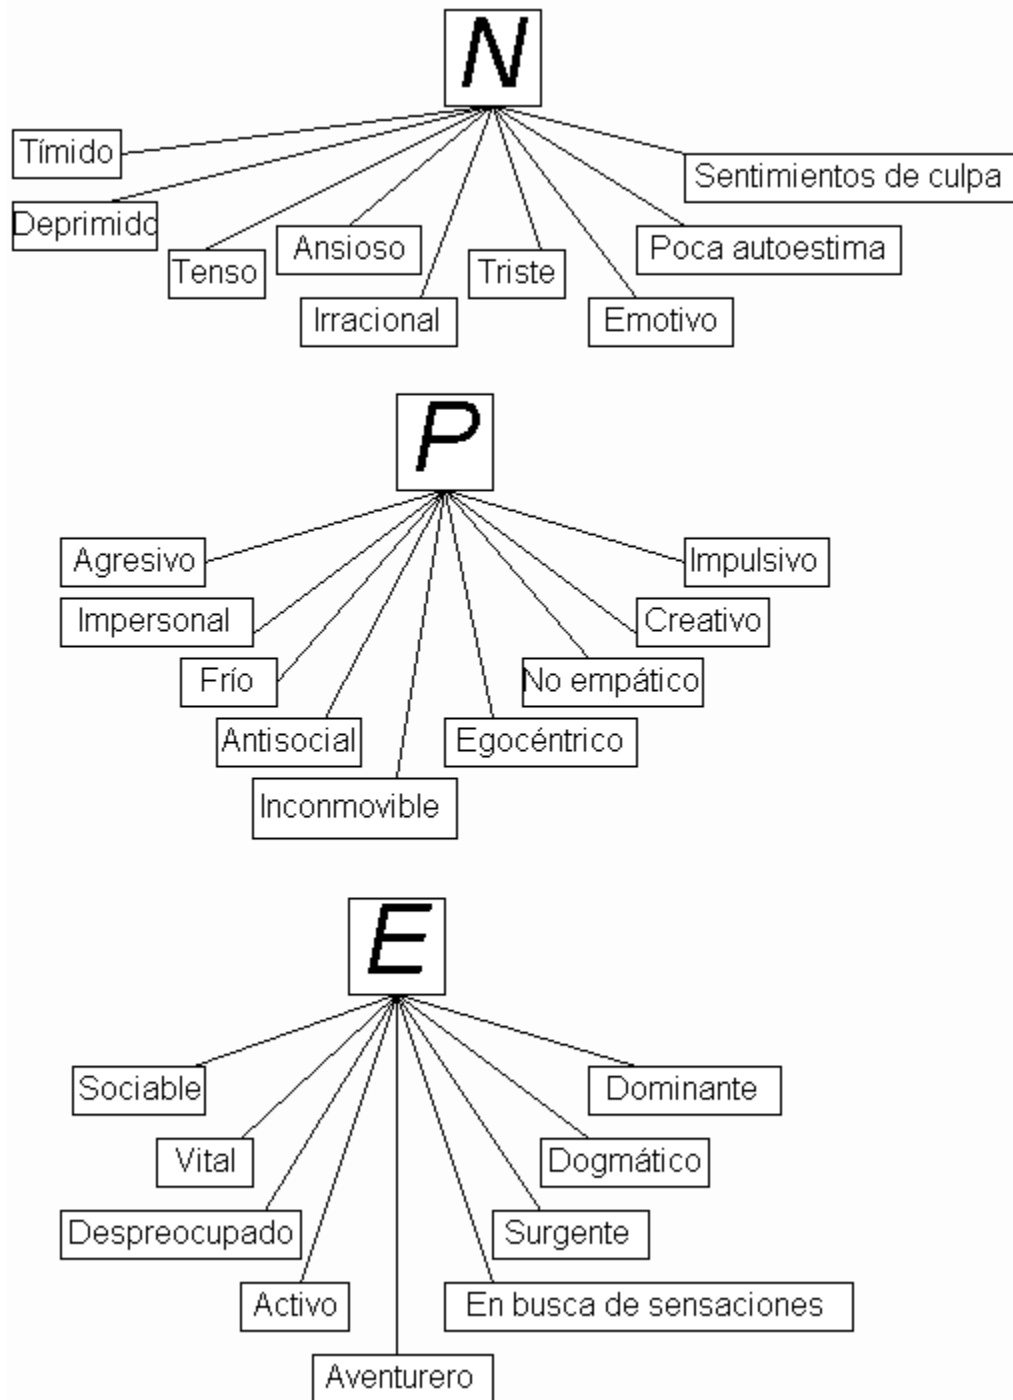 N
Tímido
Sentimientos de culpa
Deprimido
Ansioso
Poca autoestima
Tenso
Triste
Irracional
Emotivo
P
Agresivo
Impulsivo
Impersonal
Creativo
Frío
No empático
Antisocial
Egocéntrico
Inconmovible
E
Sociable
Dominante
Vital
Dogmático
Despreocupado
Surgente
Activo
En busca de sensaciones
Aventurero